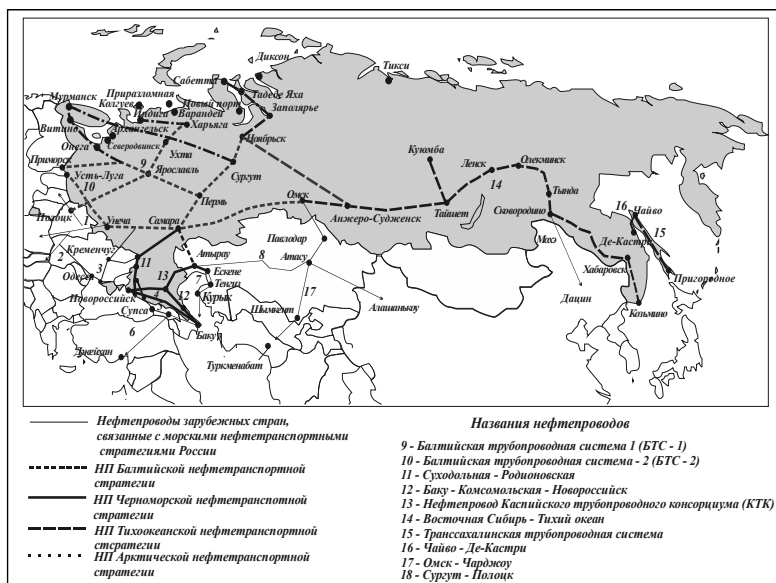 Диксон
Тикси
Сабетта
Мурманск
Приразломная
Колгуев
Новый порт
Тадебе Яха
Индига
Варандей
Заполярье
Витино
Архангельск
Харьяга
Северодвинск
Ноябрьск
Онега
Ухта
Куюмба
Ленск
Олекминск
Приморск
9
Ярославль
14
Усть-Луга
Сургут
10
Тында
16
Чайво
Пермь
Омск
Полоцк
1
Анжеро-Судженск
Тайшет
Сковородино
15
Унеча
Самара
Де-Кастри
2
Кременчуг
Павлодар
Мохэ
Атырау
8
Атасу
3
11
Ескене
Хабаровск
Пригородное
Одесса
13
7
Тенгиз
Новороссийск
4
12
Курык
17
Дацин
Супса
Шымкент
Алашанькоу
Козьмино
6
Баку
Джейхан
Туркменабат
Нефтепроводы зарубежных стран,
связанные с морскими нефтетранспортными
стратегиями России
НП Балтийской нефтетранспортной
стратегии
НП Черноморской нефтетранспотной
стратегии
НП Тихоокеанской нефтетранспортной
стсратегии
НП Арктической нефтетранспортной
стратегии
Названия нефтепроводов
9 - Балтийская трубопроводная система 1 (БТС - 1)
10 - Балтийская трубопроводная система - 2 (БТС - 2)
11 - Суходольная - Родионовская
12 - Баку - Комсомольская - Новороссийск
13 - Нефтепровод Каспийского трубопроводного консорциума (КТК)
14 - Восточная Сибирь - Тихий океан
15 - Транссахалинская трубопроводная система
16 - Чайво - Де-Кастри
17 - Омск - Чарджоу
18 - Сургут - Полоцк